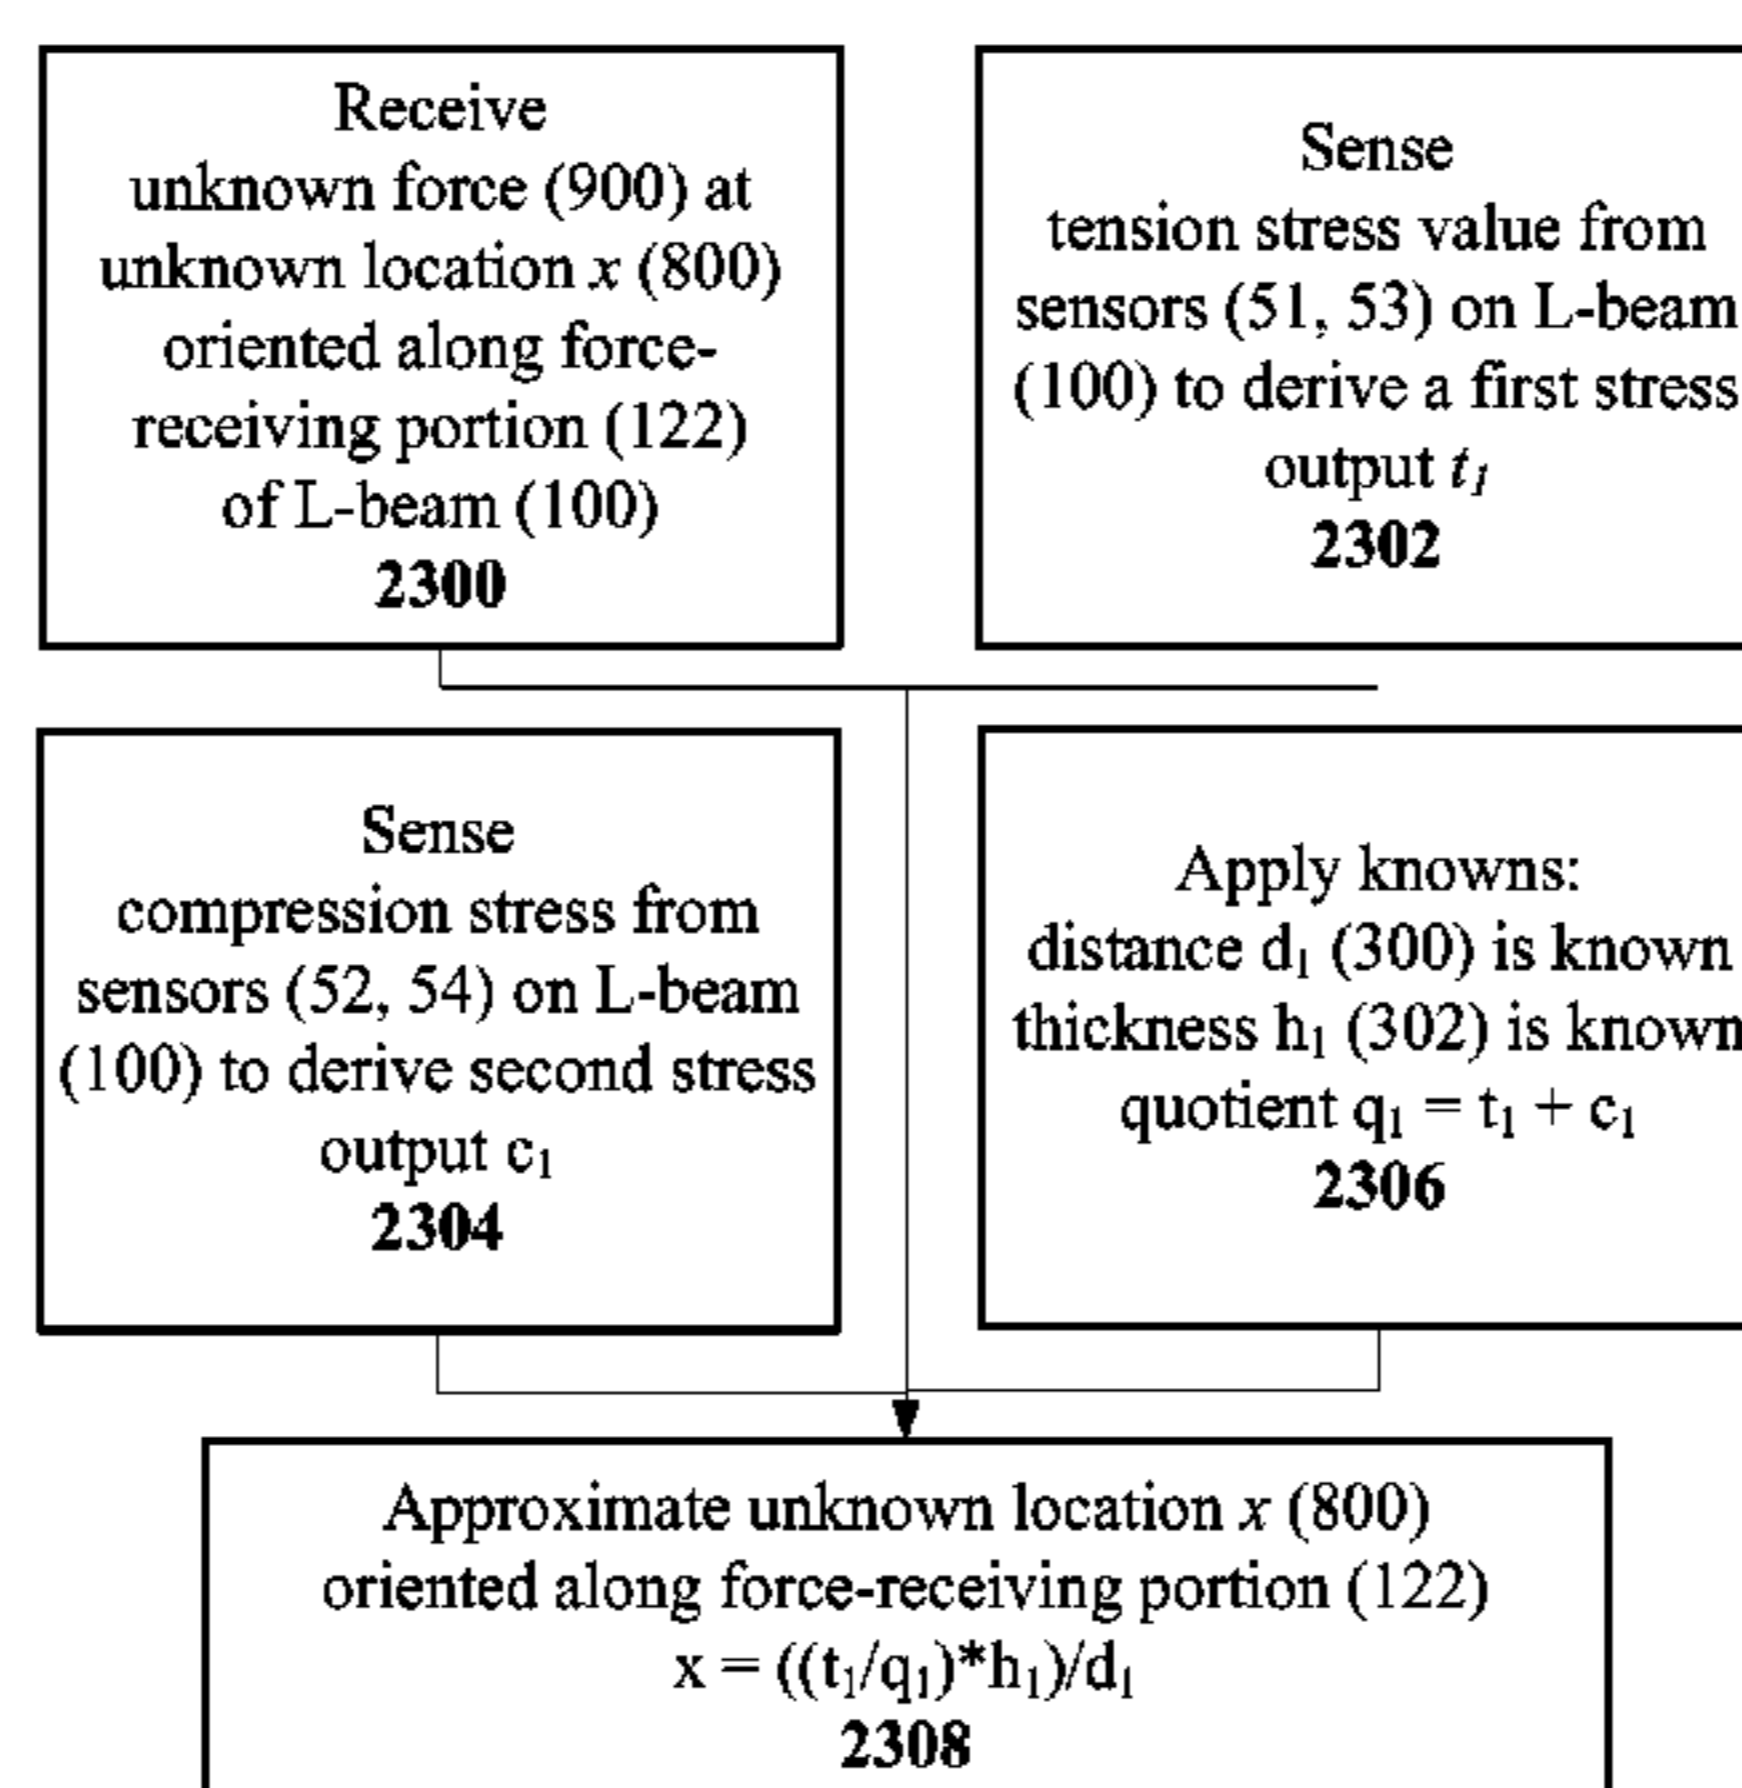 Receive
unknown force (900) at
unknown location x (800)
oriented along force-
receiving portion (122)
of L-beam (100)
2300
Sense
tension stress value from
sensors (51, 53) on L-beam
(100) to derive a first stress
output t₁
2302
Sense
compression stress from
sensors (52, 54) on L-beam
(100) to derive second stress
output c₁
2304
Apply knowns:
distance d₁ (300) is known
thickness h₁ (302) is known
quotient q₁ = t₁ + c₁
2306
Approximate unknown location x (800)
oriented along force-receiving portion (122)
x = ((t₁/q₁)*h₁)/d₁
2308